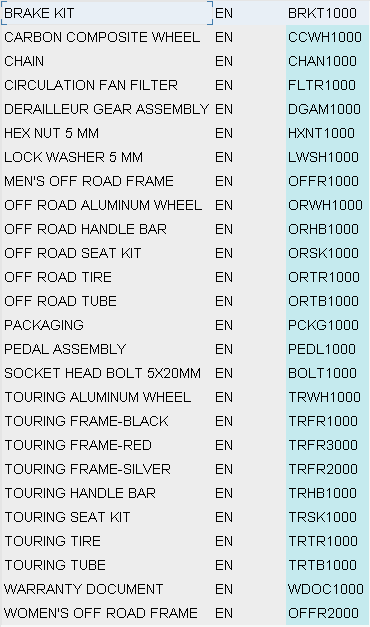 BRAKE KIT EN BRKT1000
CARBON COMPOSITE WHEEL EN CCWH1000
CHAIN EN CHAN1000
CIRCULATION FAN FILTER EN FLTR1000
DERAILLEUR GEAR ASSEMBLY EN DGAM1000
HEX NUT 5 MM EN HXNT1000
LOCK WASHER 5 MM EN LWSH1000
MEN'S OFF ROAD FRAME EN OFFR1000
OFF ROAD ALUMINUM WHEEL EN ORWH1000
OFF ROAD HANDLE BAR EN ORHB1000
OFF ROAD SEAT KIT EN ORSK1000
OFF ROAD TIRE EN ORTR1000
OFF ROAD TUBE EN ORTB1000
PACKAGING EN PCKG1000
PEDAL ASSEMBLY EN PEDL1000
SOCKET HEAD BOLT 5X20MM EN BOLT1000
TOURING ALUMINUM WHEEL EN TRWH1000
TOURING FRAME-BLACK EN TRFR1000
TOURING FRAME-RED EN TRFR3000
TOURING FRAME-SILVER EN TRFR2000
TOURING HANDLE BAR EN TRHB1000
TOURING SEAT KIT EN TRSK1000
TOURING TIRE EN TRTR1000
TOURING TUBE EN TRTB1000
WARRANTY DOCUMENT EN WDOC1000
WOMEN'S OFF ROAD FRAME EN OFFR2000